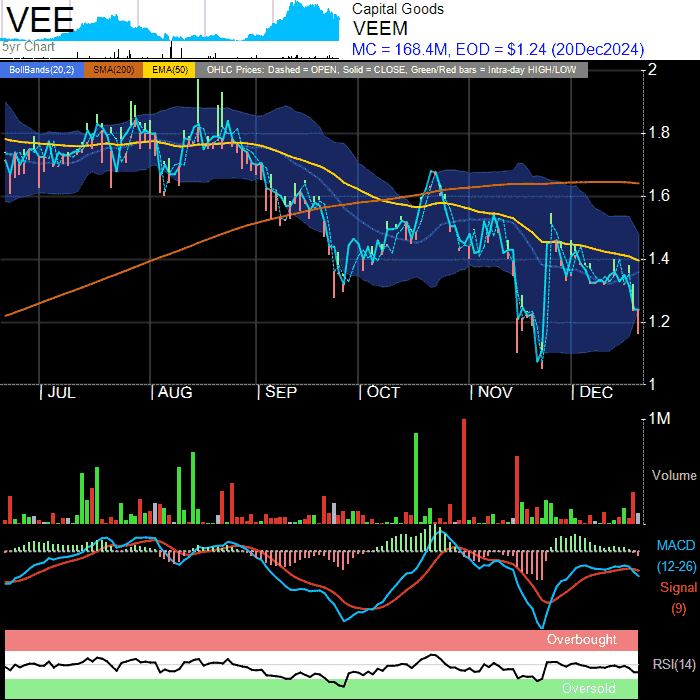 VEE
5yr Chart
Capital Goods
VEEM
MC = 168.4M, EOD = $1.24 (20Dec2024)
BollBands(20,2) SMA(200) EMA(50) OHLC Prices: Dashed = OPEN, Solid = CLOSE, Green/Red bars = Intra-day HIGH/LOW
2
1.8
1.6
1.4
1.2
1
JUL AUG SEP OCT NOV DEC
1M
Volume
MACD
(12-26)
Signal
(9)
Overbought
RSI(14)
Oversold